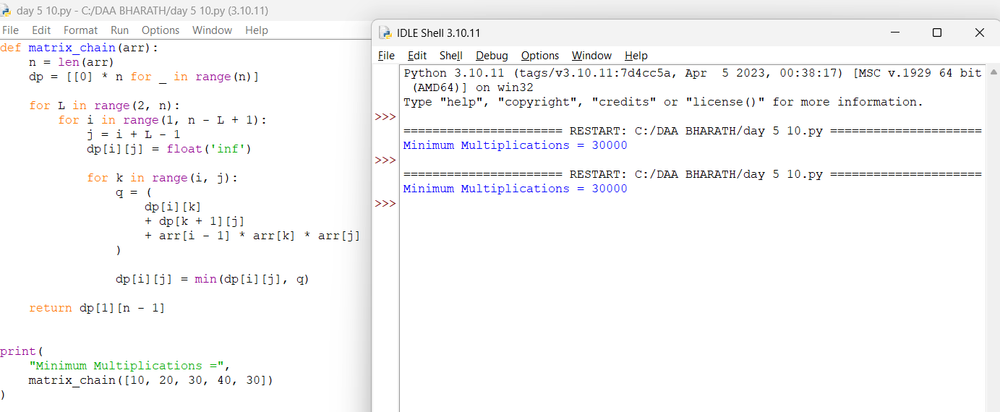 day 5 10.py - C:/DAA BHARATH/day 5 10.py (3.10.11)
File Edit Format Run Options Window Help
def matrix_chain(arr):
    n = len(arr)
    dp = [[0] * n for _ in range(n)]

    for L in range(2, n):
        for i in range(1, n - L + 1):
            j = i + L - 1
            dp[i][j] = float('inf')

            for k in range(i, j):
                q = (
                    dp[i][k]
                    + dp[k + 1][j]
                    + arr[i - 1] * arr[k] * arr[j]
                )

                dp[i][j] = min(dp[i][j], q)

    return dp[1][n - 1]


print(
    "Minimum Multiplications =",
    matrix_chain([10, 20, 30, 40, 30])
)
IDLE Shell 3.10.11
File Edit Shell Debug Options Window Help
Python 3.10.11 (tags/v3.10.11:7d4cc5a, Apr  5 2023, 00:38:17) [MSC v.1929 64 bit
 (AMD64)] on win32
Type "help", "copyright", "credits" or "license()" for more information.
>>>
====================== RESTART: C:/DAA BHARATH/day 5 10.py =====================
Minimum Multiplications = 30000
>>>
====================== RESTART: C:/DAA BHARATH/day 5 10.py =====================
Minimum Multiplications = 30000
>>>